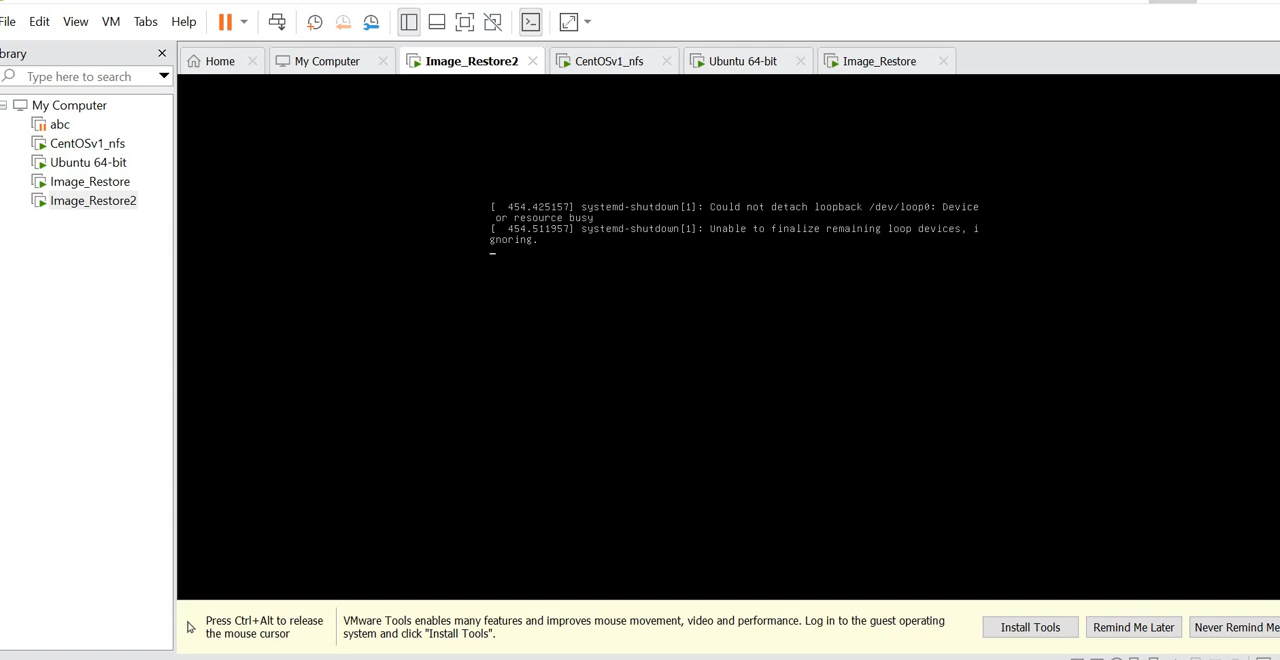 File Edit View VM Tabs Help
brary
Type here to search
My Computer
abc
CentOSv1_nfs
Ubuntu 64-bit
Image_Restore
Image_Restore2
Home My Computer Image_Restore2 CentOSv1_nfs Ubuntu 64-bit Image_Restore
[  454.425157] systemd-shutdown[1]: Could not detach loopback /dev/loop0: Device
 or resource busy
[  454.511957] systemd-shutdown[1]: Unable to finalize remaining loop devices, i
gnoring.
Press Ctrl+Alt to release
the mouse cursor
VMware Tools enables many features and improves mouse movement, video and performance. Log in to the guest operating
system and click "Install Tools".
Install Tools Remind Me Later Never Remind Me